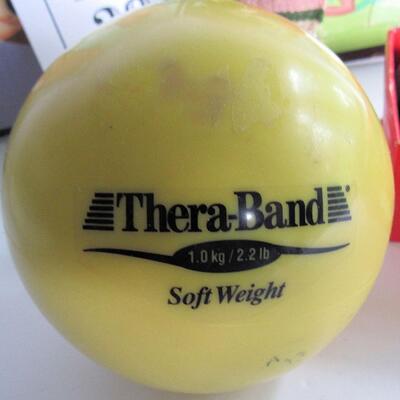 Thera-Band®
1.0 kg / 2.2 lb
Soft Weight